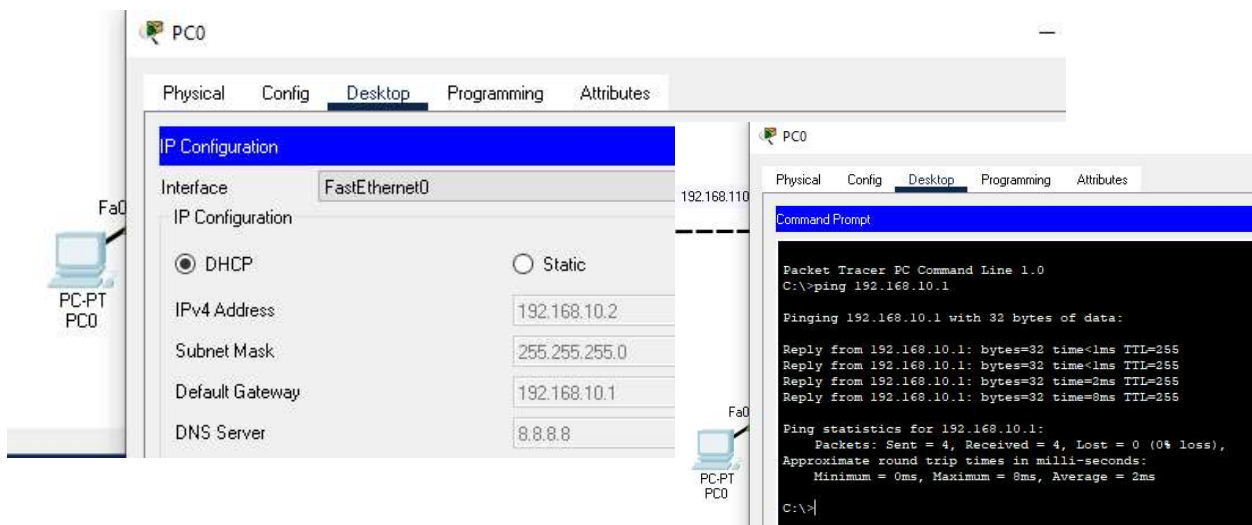 PC0
Physical Config Desktop Programming Attributes
IP Configuration
Interface FastEthernet0
IP Configuration
DHCP Static
IPv4 Address 192.168.10.2
Subnet Mask 255.255.255.0
Default Gateway 192.168.10.1
DNS Server 8.8.8.8
Fa0
PC-PT
PC0
192.168.110
PC0
Physical Config Desktop Programming Attributes
Command Prompt
Packet Tracer PC Command Line 1.0
C:\>ping 192.168.10.1
Pinging 192.168.10.1 with 32 bytes of data:
Reply from 192.168.10.1: bytes=32 time<1ms TTL=255
Reply from 192.168.10.1: bytes=32 time<1ms TTL=255
Reply from 192.168.10.1: bytes=32 time=2ms TTL=255
Reply from 192.168.10.1: bytes=32 time=8ms TTL=255
Ping statistics for 192.168.10.1:
Packets: Sent = 4, Received = 4, Lost = 0 (0% loss),
Approximate round trip times in milli-seconds:
Minimum = 0ms, Maximum = 8ms, Average = 2ms
C:\>
Fa0
PC-PT
PC0